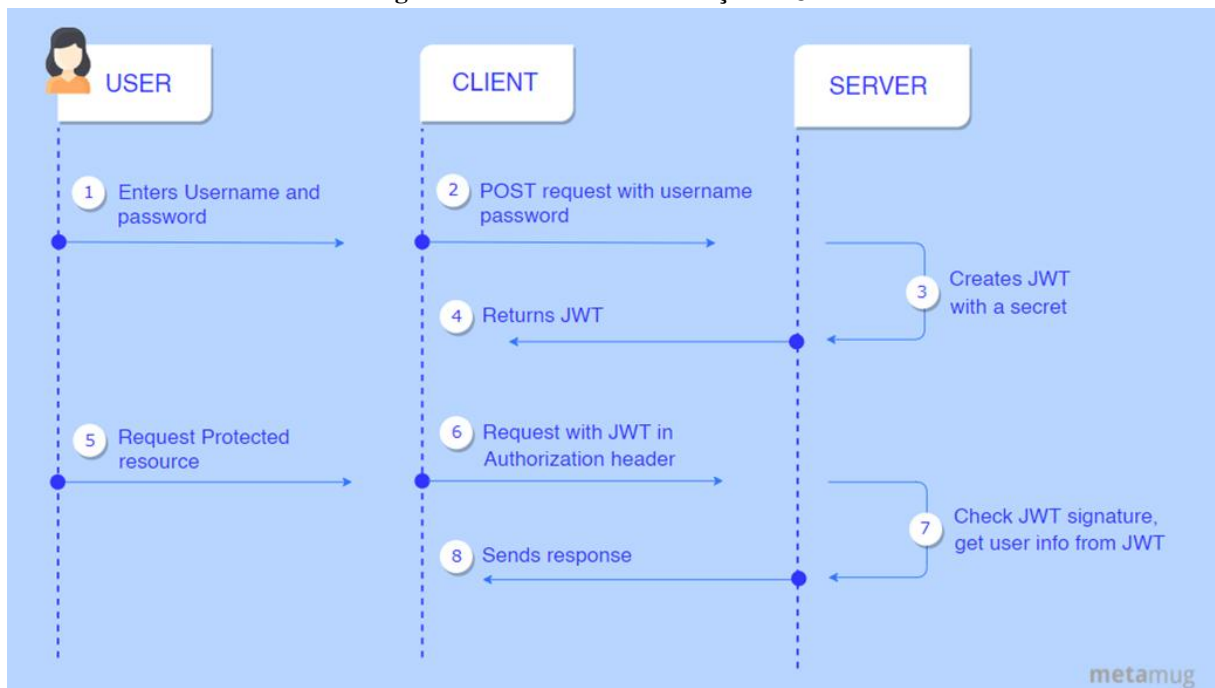 USER
CLIENT
SERVER
1 Enters Username and
password
2 POST request with username
password
3 Creates JWT
with a secret
4 Returns JWT
5 Request Protected
resource
6 Request with JWT in
Authorization header
7 Check JWT signature,
get user info from JWT
8 Sends response
metamug